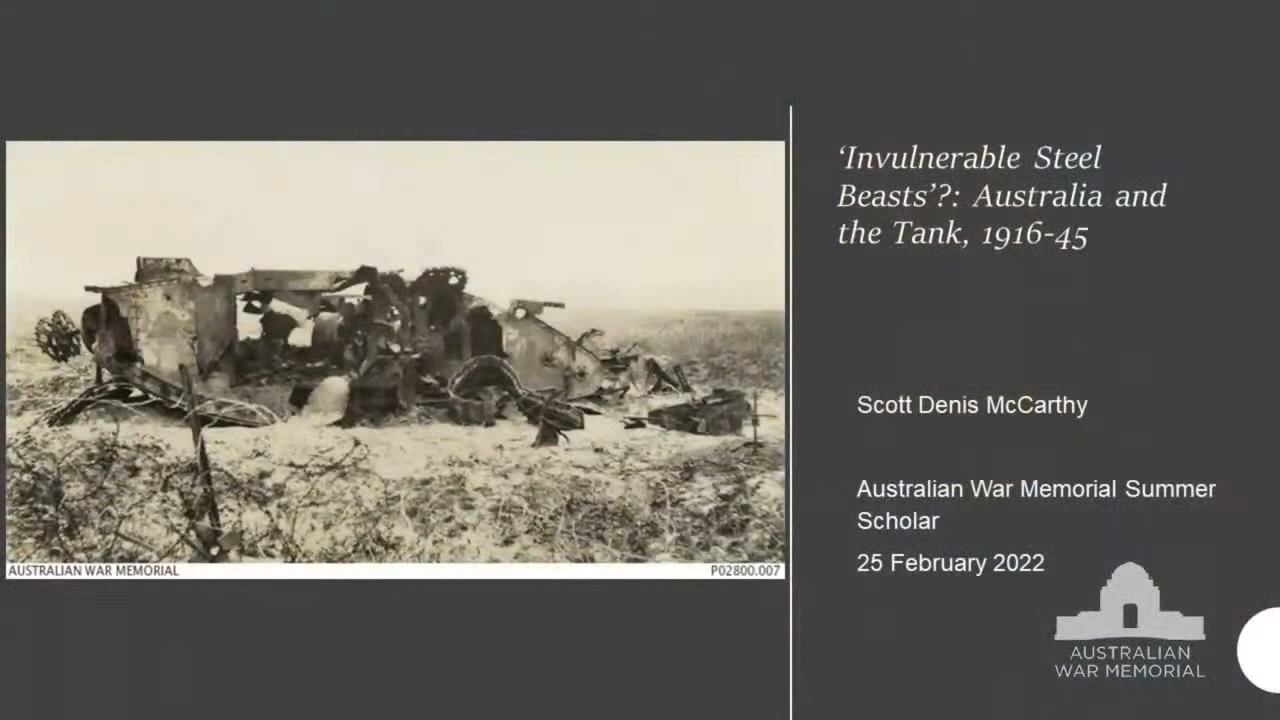 ‘Invulnerable Steel
Beasts’?: Australia and
the Tank, 1916-45
Scott Denis McCarthy
Australian War Memorial Summer
Scholar
25 February 2022
AUSTRALIAN WAR MEMORIAL
P02800.007
AUSTRALIAN
WAR MEMORIAL